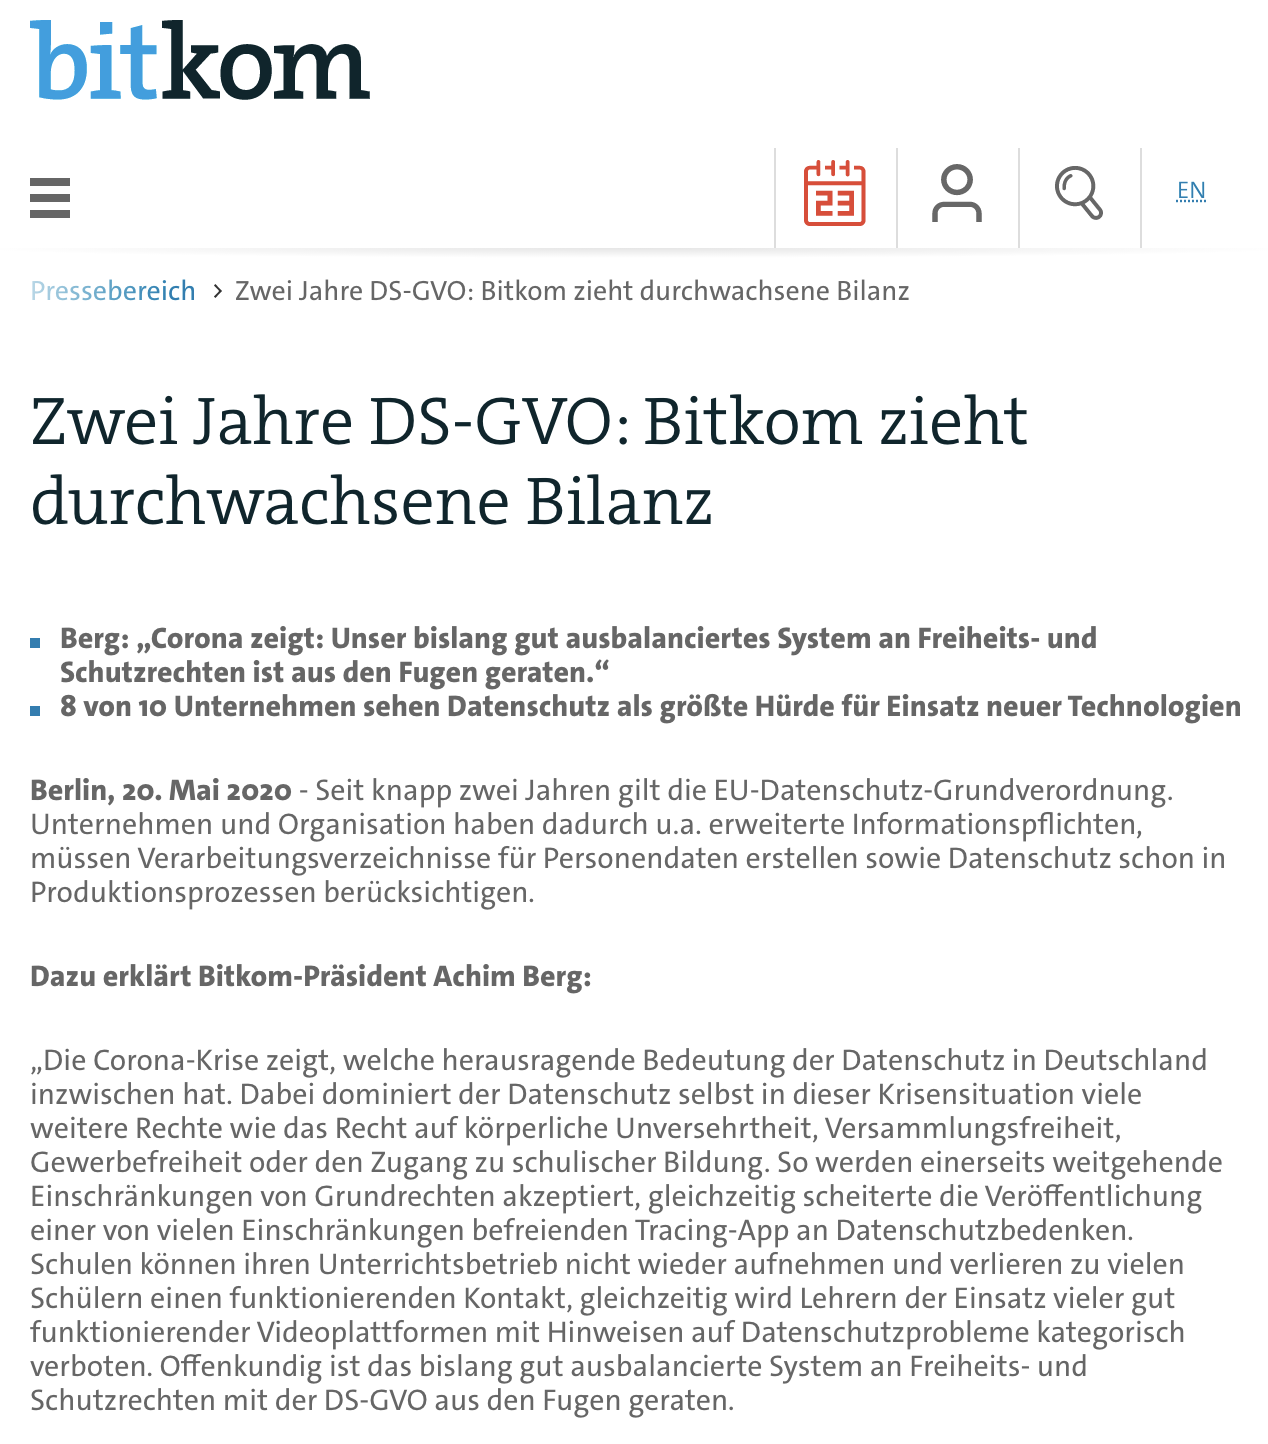 bitkom
23
EN
Pressebereich > Zwei Jahre DS-GVO: Bitkom zieht durchwachsene Bilanz
Zwei Jahre DS-GVO: Bitkom zieht
durchwachsene Bilanz
Berg: „Corona zeigt: Unser bislang gut ausbalanciertes System an Freiheits- und
Schutzrechten ist aus den Fugen geraten.“
8 von 10 Unternehmen sehen Datenschutz als größte Hürde für Einsatz neuer Technologien
Berlin, 20. Mai 2020 - Seit knapp zwei Jahren gilt die EU-Datenschutz-Grundverordnung.
Unternehmen und Organisation haben dadurch u.a. erweiterte Informationspflichten,
müssen Verarbeitungsverzeichnisse für Personendaten erstellen sowie Datenschutz schon in
Produktionsprozessen berücksichtigen.
Dazu erklärt Bitkom-Präsident Achim Berg:
„Die Corona-Krise zeigt, welche herausragende Bedeutung der Datenschutz in Deutschland
inzwischen hat. Dabei dominiert der Datenschutz selbst in dieser Krisensituation viele
weitere Rechte wie das Recht auf körperliche Unversehrtheit, Versammlungsfreiheit,
Gewerbefreiheit oder den Zugang zu schulischer Bildung. So werden einerseits weitgehende
Einschränkungen von Grundrechten akzeptiert, gleichzeitig scheiterte die Veröffentlichung
einer von vielen Einschränkungen befreienden Tracing-App an Datenschutzbedenken.
Schulen können ihren Unterrichtsbetrieb nicht wieder aufnehmen und verlieren zu vielen
Schülern einen funktionierenden Kontakt, gleichzeitig wird Lehrern der Einsatz vieler gut
funktionierender Videoplattformen mit Hinweisen auf Datenschutzprobleme kategorisch
verboten. Offenkundig ist das bislang gut ausbalancierte System an Freiheits- und
Schutzrechten mit der DS-GVO aus den Fugen geraten.